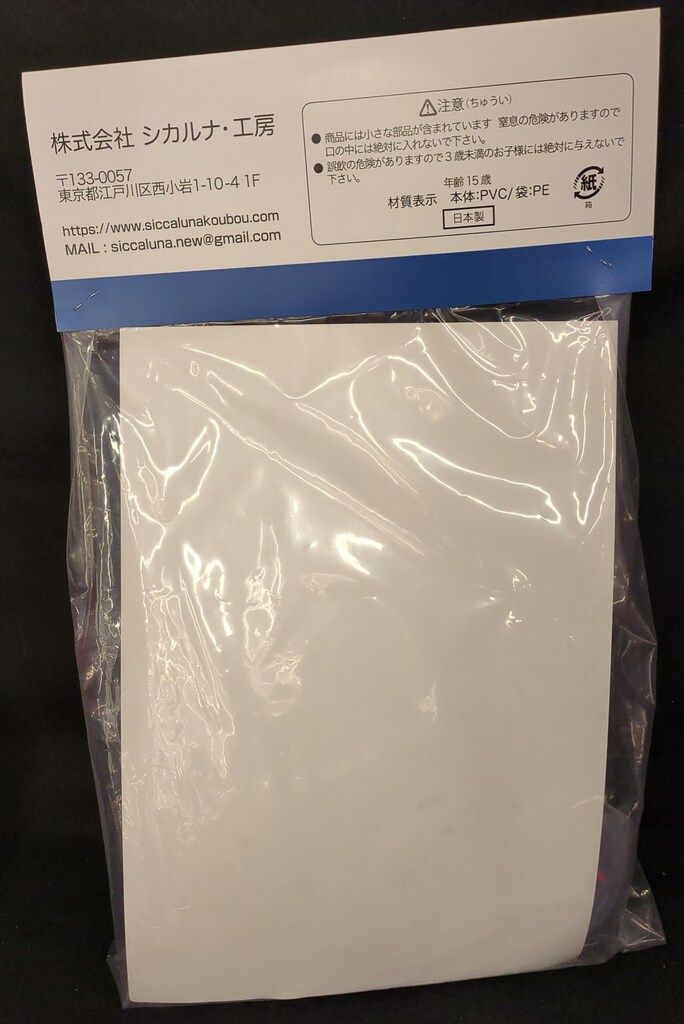 株式会社 シカルナ・工房
〒133-0057
東京都江戸川区西小岩1-10-4 1F
https://www.siccalunakoubou.com
MAIL : siccaluna.new@gmail.com
⚠注意(ちゅうい)
● 商品には小さな部品が含まれています 窒息の危険がありますので
口の中には絶対に入れないで下さい。
● 誤飲の危険がありますので3歳未満のお子様には絶対に与えないで
下さい。
年齢 15 歳
材質表示 本体:PVC/ 袋:PE
日本製
紙
箱